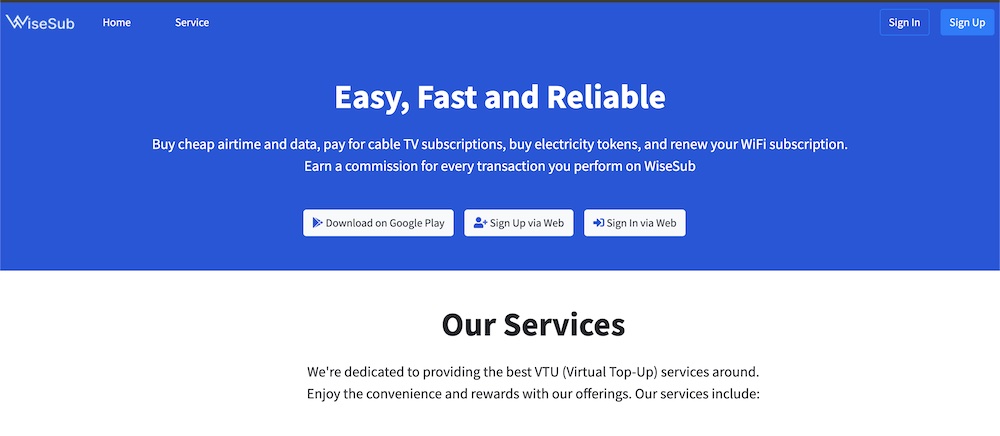 WiseSub Home Service Sign In Sign Up
Easy, Fast and Reliable
Buy cheap airtime and data, pay for cable TV subscriptions, buy electricity tokens, and renew your WiFi subscription.
Earn a commission for every transaction you perform on WiseSub
Download on Google Play Sign Up via Web Sign In via Web
Our Services
We're dedicated to providing the best VTU (Virtual Top-Up) services around.
Enjoy the convenience and rewards with our offerings. Our services include: